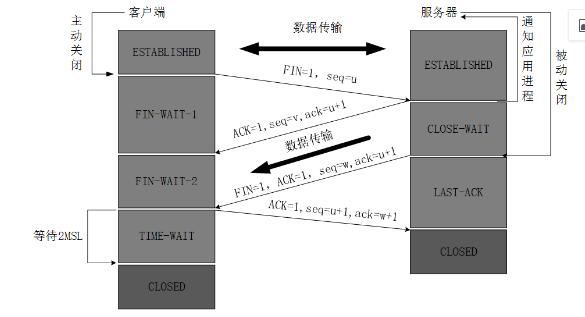 客户端
服务器
主动关闭
数据传输
通知应用进程
被动关闭
ESTABLISHED
ESTABLISHED
FIN=1, seq=u
FIN-WAIT-1
ACK=1,seq=v,ack=u+1
CLOSE-WAIT
数据传输
FIN-WAIT-2
FIN=1, ACK=1, seq=w,ack=u+1
LAST-ACK
ACK=1,seq=u+1,ack=w+1
等待2MSL
TIME-WAIT
CLOSED
CLOSED